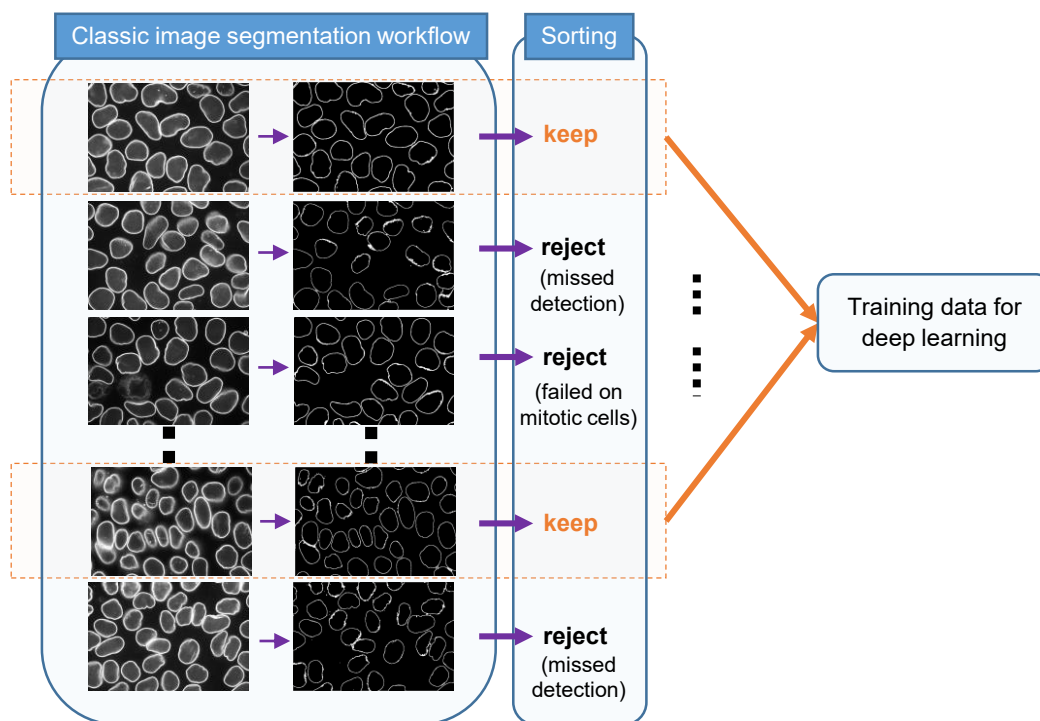 Classic image segmentation workflow
Sorting
keep
reject
(missed
detection)
reject
(failed on
mitotic cells)
keep
reject
(missed
detection)
Training data for
deep learning